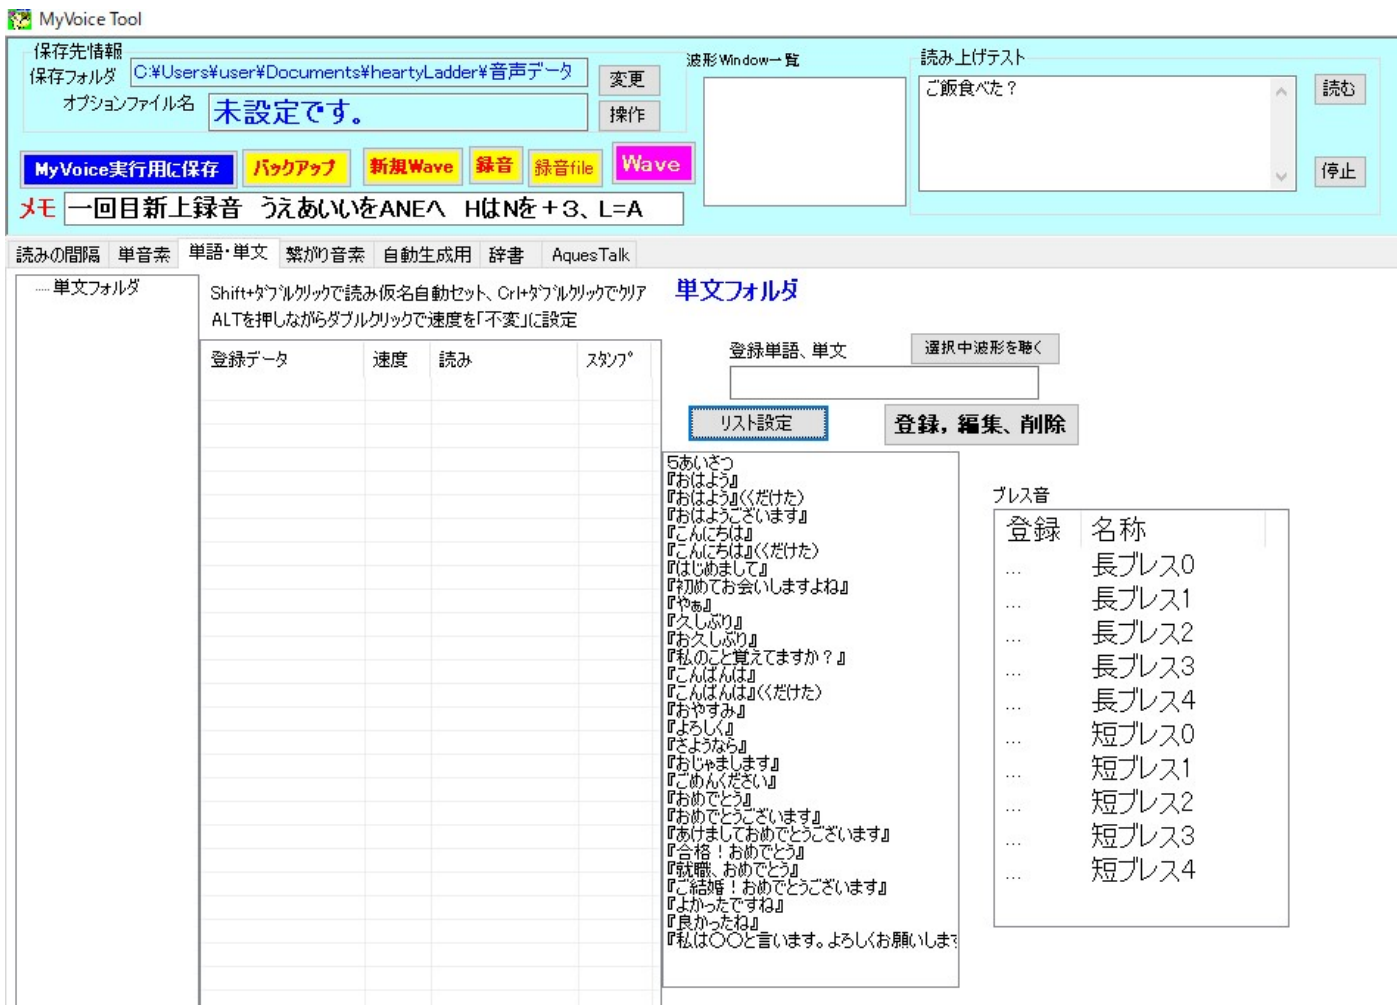 MyVoice Tool
保存先情報
保存フォルダ C:¥Users¥user¥Documents¥heartyLadder¥音声データ 変更
オプションファイル名 未設定です。 操作
波形Window一覧
読み上げテスト
ご飯食べた？
読む
停止
MyVoice実行用に保存 バックアップ 新規Wave 録音 録音file Wave
メモ 一回目新上録音 うえあいいをANEへ HはNを＋3、L=A
読みの間隔 単音素 単語・単文 繋がり音素 自動生成用 辞書 AquesTalk
単文フォルダ
Shift+ﾀﾞﾌﾞﾙｸﾘｯｸで読み仮名自動セット、Crl+ﾀﾞﾌﾞﾙｸﾘｯｸでｸﾘｱ
ALTを押しながらダブルクリックで速度を「不変」に設定
登録データ 速度 読み ｽﾀﾝﾌﾟ
単文フォルダ
登録単語、単文 選択中波形を聴く
リスト設定 登録，編集、削除
5あいさつ
『おはよう』
『おはよう』(くだけた)
『おはようございます』
『こんにちは』
『こんにちは』(くだけた)
『はじめまして』
『初めてお会いしますよね』
『やぁ』
『久しぶり』
『お久しぶり』
『私のこと覚えてますか？』
『こんばんは』
『こんばんは』(くだけた)
『おやすみ』
『よろしく』
『さようなら』
『おじゃまします』
『ごめんください』
『おめでとう』
『おめでとうございます』
『あけましておめでとうございます』
『合格！おめでとう』
『就職、おめでとう』
『ご結婚！おめでとうございます』
『よかったですね』
『良かったね』
『私は〇〇と言います。よろしくお願いします
ブレス音
登録 名称
... 長ブレス0
... 長ブレス1
... 長ブレス2
... 長ブレス3
... 長ブレス4
... 短ブレス0
... 短ブレス1
... 短ブレス2
... 短ブレス3
... 短ブレス4